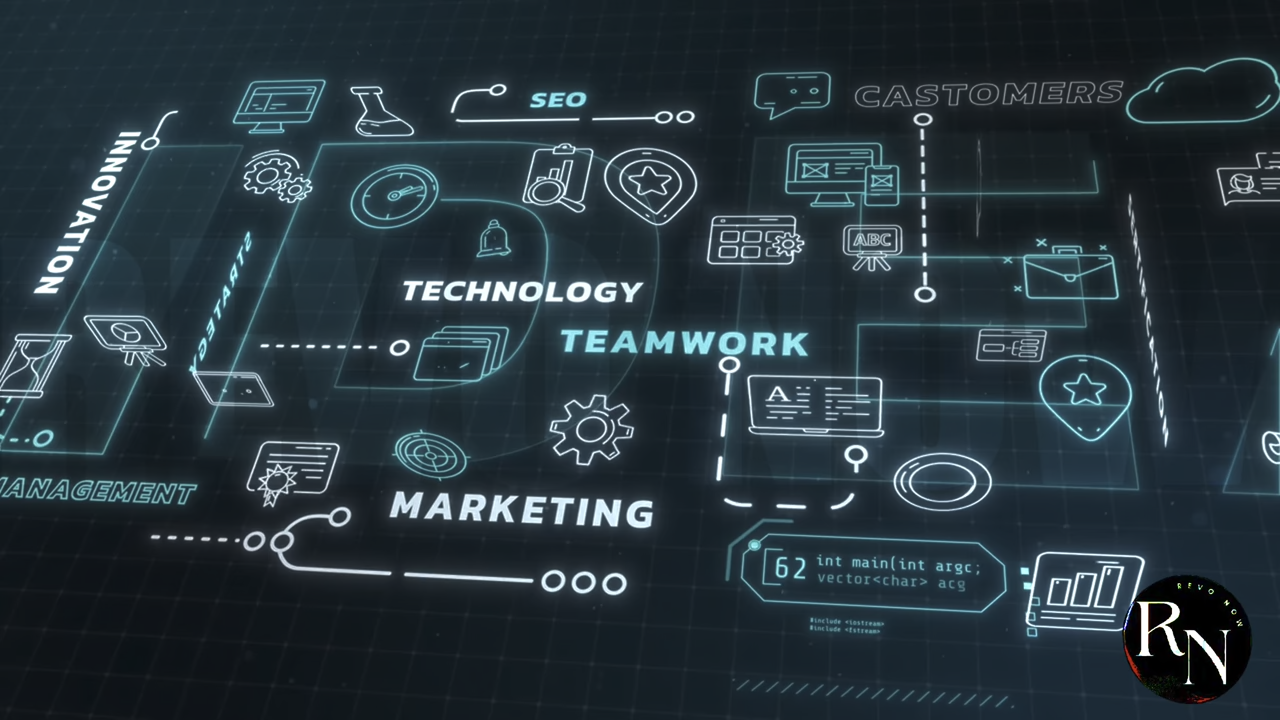 SEO
CASTOMERS
INNOVATION
STRATEGY
ABC
TECHNOLOGY
TEAMWORK
A
MANAGEMENT
MARKETING
62
int main(int argc;
vector<char> acg
#include <iostream>
#include <fstream>
REVO NOW
RN
IDEA